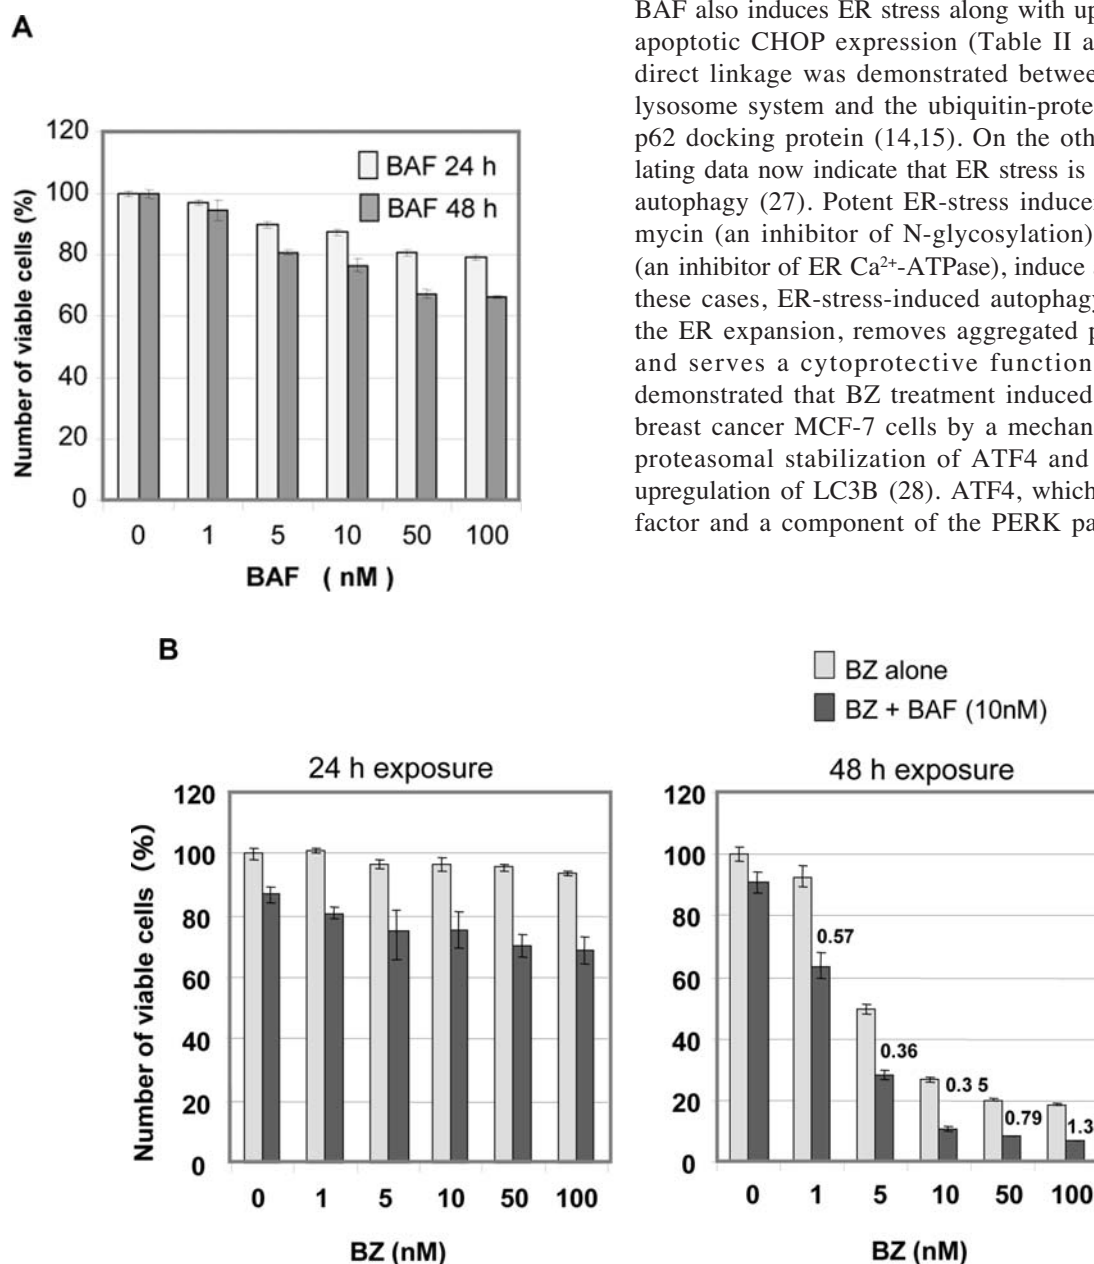 A
120
100
80
60
40
20
0
Number of viable cells (%)
BAF 24 h
BAF 48 h
0 1 5 10 50 100
BAF ( nM )
BAF also induces ER stress along with up
apoptotic CHOP expression (Table II a
direct linkage was demonstrated between
lysosome system and the ubiquitin-prote
p62 docking protein (14,15). On the oth
lating data now indicate that ER stress is
autophagy (27). Potent ER-stress induce
mycin (an inhibitor of N-glycosylation)
(an inhibitor of ER Ca²⁺-ATPase), induce
these cases, ER-stress-induced autophagy
the ER expansion, removes aggregated p
and serves a cytoprotective function
demonstrated that BZ treatment induced
breast cancer MCF-7 cells by a mechan
proteasomal stabilization of ATF4 and
upregulation of LC3B (28). ATF4, which
factor and a component of the PERK pa
B
BZ alone
BZ + BAF (10nM)
24 h exposure
120
100
80
60
40
20
0
Number of viable cells (%)
0 1 5 10 50 100
BZ (nM)
48 h exposure
120
100
80
60
40
20
0
0.57
0.36
0.3 5
0.79
1.3
0 1 5 10 50 100
BZ (nM)